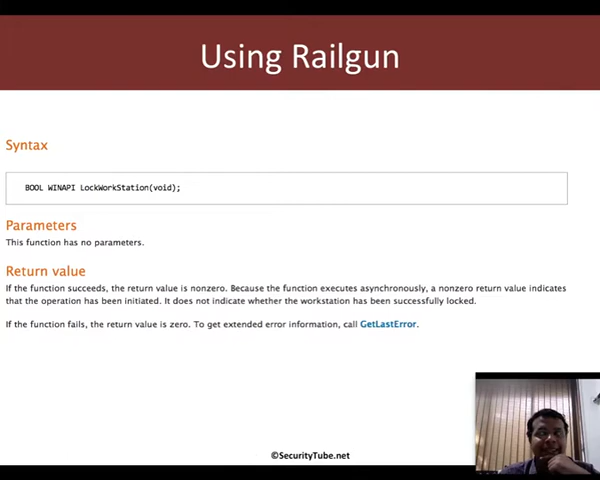 Using Railgun
Syntax
BOOL WINAPI LockWorkStation(void);
Parameters
This function has no parameters.
Return value
If the function succeeds, the return value is nonzero. Because the function executes asynchronously, a nonzero return value indicates
that the operation has been initiated. It does not indicate whether the workstation has been successfully locked.
If the function fails, the return value is zero. To get extended error information, call GetLastError.
©SecurityTube.net